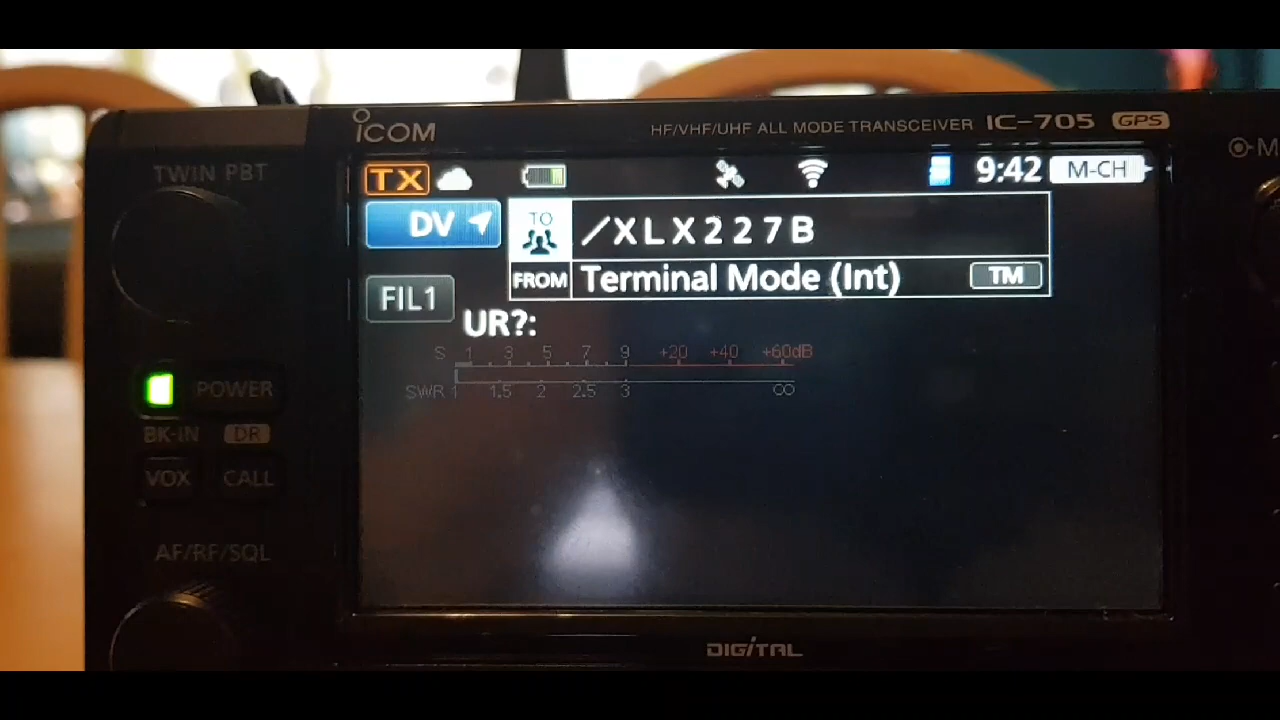 ICOM
HF/VHF/UHF ALL MODE TRANSCEIVER IC-705 GPS
TWIN PBT
TX 9:42 M-CH
DV TO /XLX227B
FROM Terminal Mode (Int) TM
FIL1
UR?:
S 1 3 5 7 9 +20 +40 +60dB
SWR 1 1.5 2 2.5 3 ∞
POWER
BK-IN DR
VOX CALL
AF/RF/SQL
DIGITAL